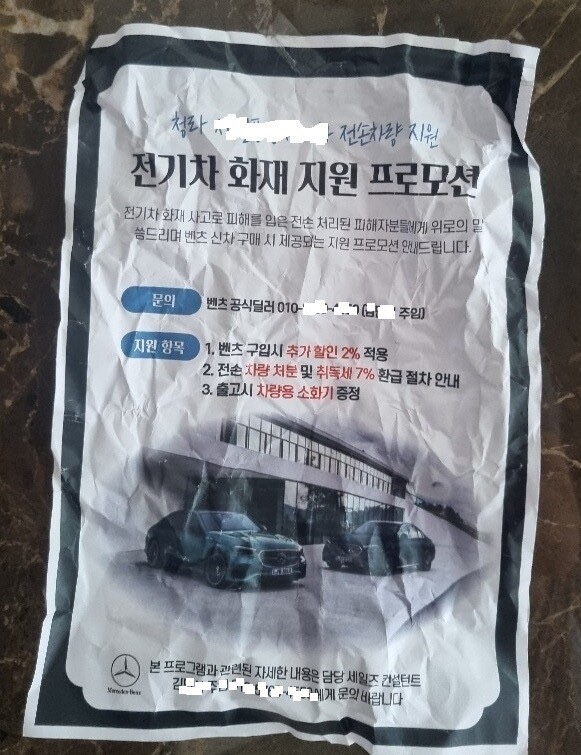 청라 전손차량 지원
전기차 화재 지원 프로모션
전기차 화재 사고로 피해를 입은 전손 처리된 피해자분들에게 위로의 말
씀드리며 벤츠 신차 구매 시 제공되는 지원 프로모션 안내드립니다.
문의 벤츠 공식딜러 010- 주임)
지원 항목 1. 벤츠 구입시 추가 할인 2% 적용
2. 전손 차량 처분 및 취득세 7% 환급 절차 안내
3. 출고시 차량용 소화기 증정
Mercedes-Benz
본 프로그램과 관련된 자세한 내용은 담당 세일즈 컨설턴트
에게 문의 바랍니다